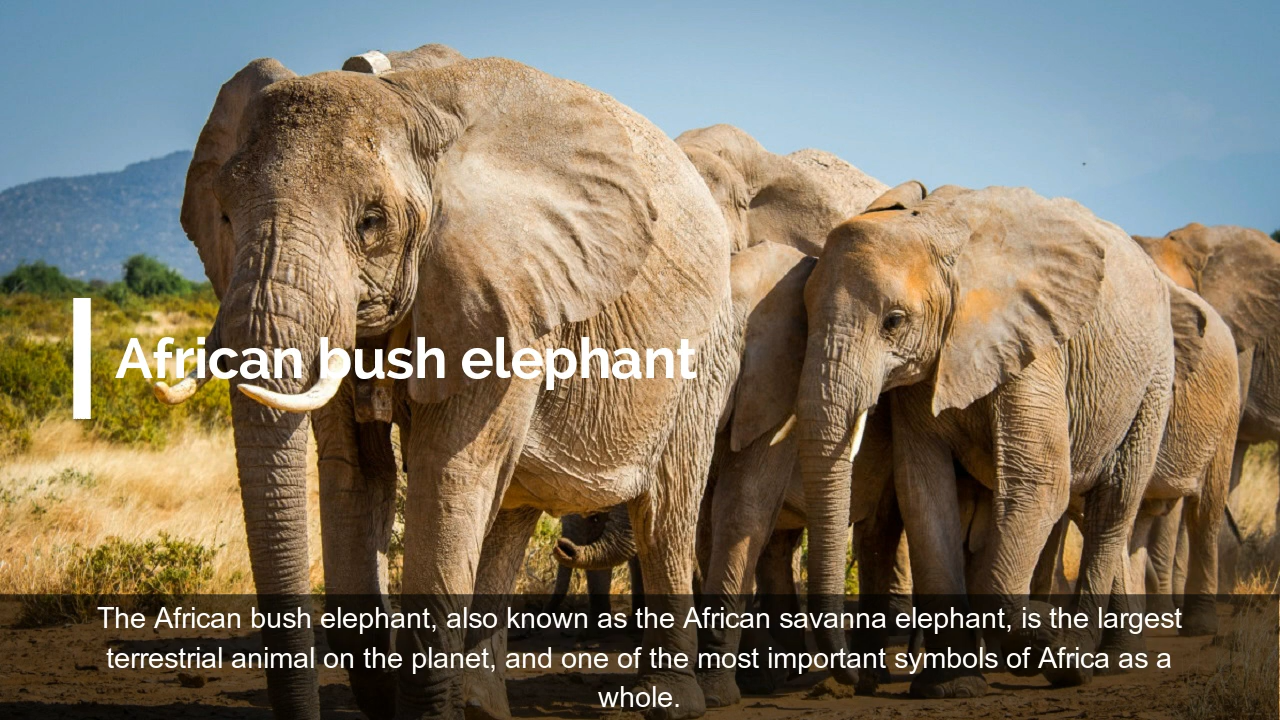 African bush elephant
The African bush elephant, also known as the African savanna elephant, is the largest
terrestrial animal on the planet, and one of the most important symbols of Africa as a
whole.